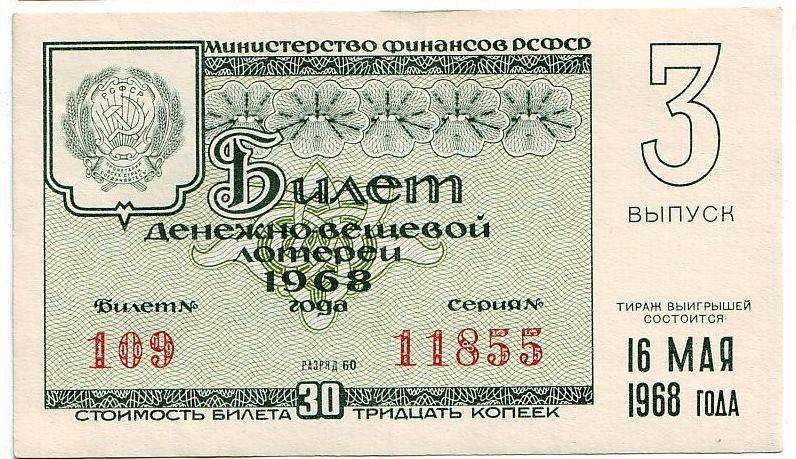 Министерство финансов РСФСР
РСФСР
3
ВЫПУСК
Билет
денежно-вещевой
лотереи
1968
года
Билет №
109
РАЗРЯД 60
серия №
11855
ТИРАЖ ВЫИГРЫШЕЙ
СОСТОИТСЯ
16 МАЯ
1968 ГОДА
СТОИМОСТЬ БИЛЕТА 30 ТРИДЦАТЬ КОПЕЕК